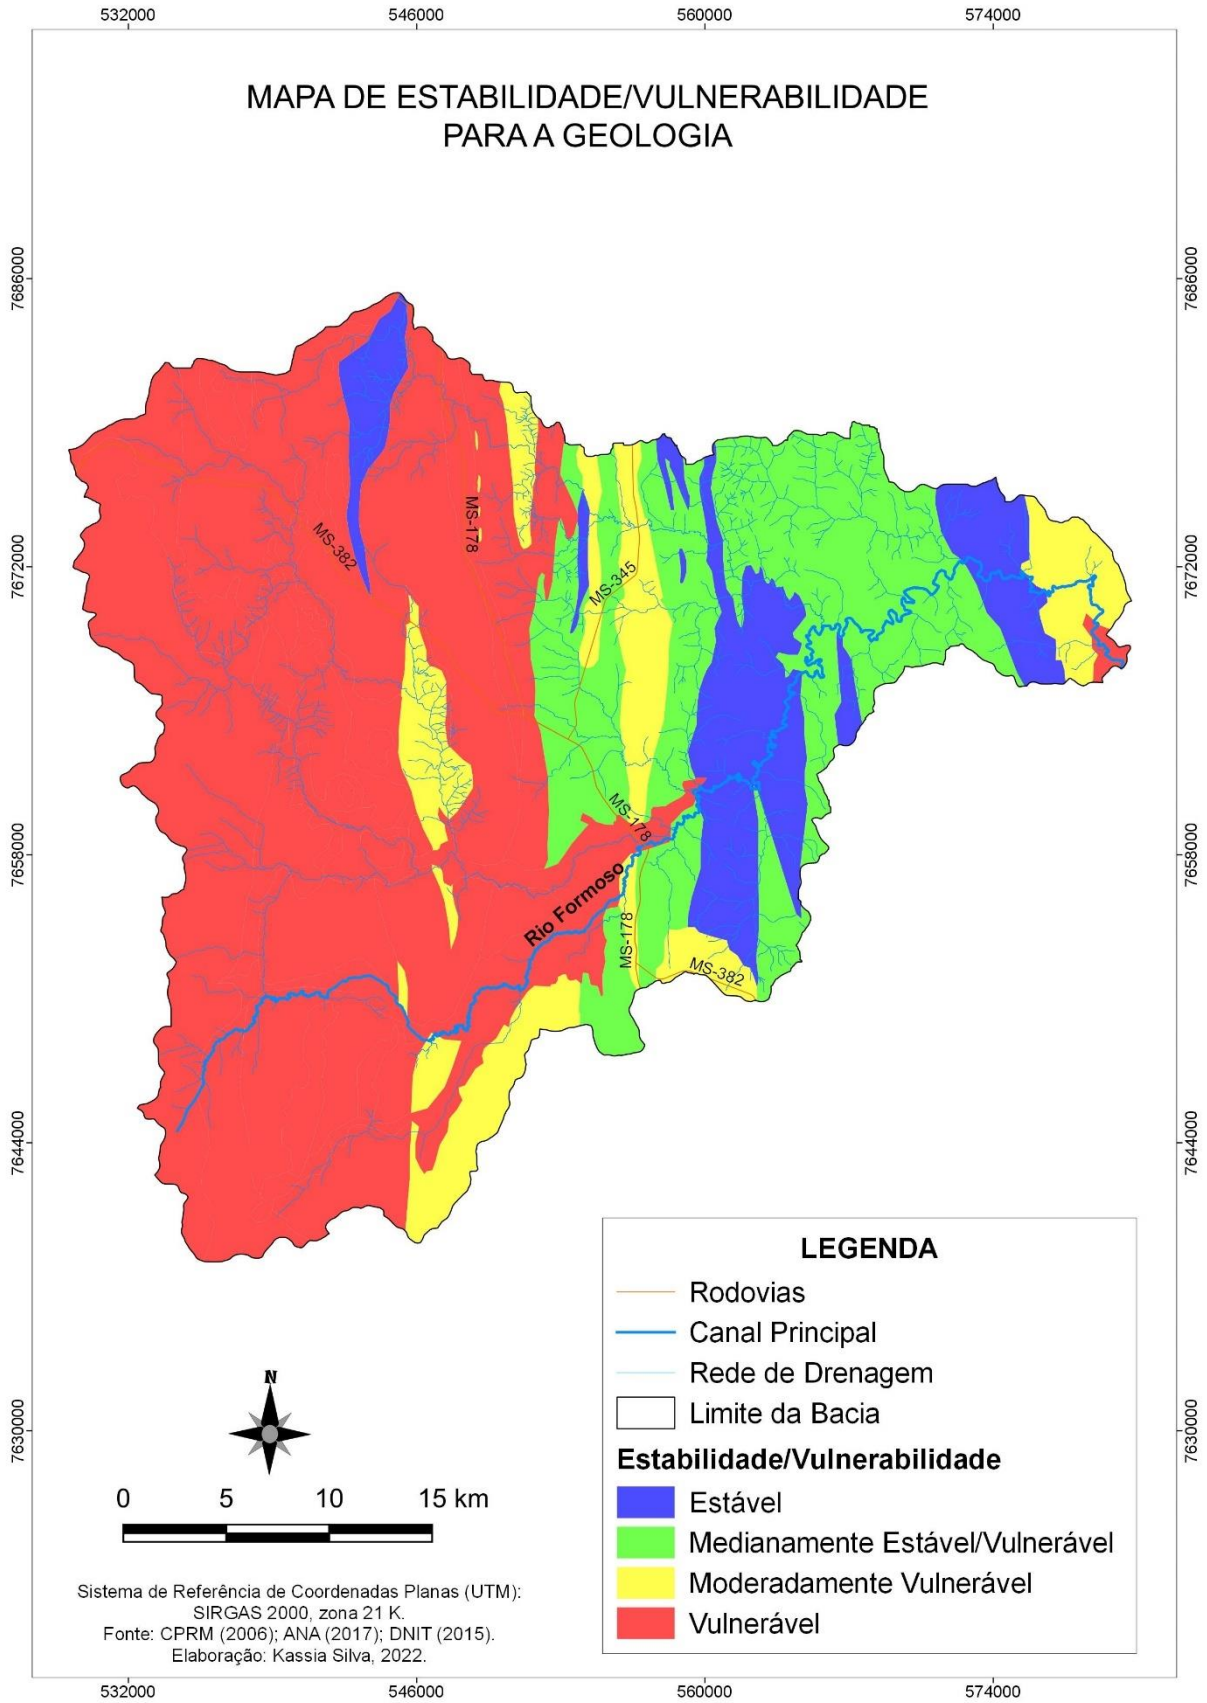 532000
546000
560000
574000
MAPA DE ESTABILIDADE/VULNERABILIDADE
PARA A GEOLOGIA
7686000
7686000
MS-382
MS-178
MS-345
7672000
7672000
MS-178
Rio Formoso
MS-178
MS-382
7658000
7658000
7644000
7644000
LEGENDA
Rodovias
Canal Principal
Rede de Drenagem
Limite da Bacia
Estabilidade/Vulnerabilidade
Estável
Medianamente Estável/Vulnerável
Moderadamente Vulnerável
Vulnerável
N
7630000
7630000
0 5 10 15 km
Sistema de Referência de Coordenadas Planas (UTM):
SIRGAS 2000, zona 21 K.
Fonte: CPRM (2006); ANA (2017); DNIT (2015).
Elaboração: Kassia Silva, 2022.
532000
546000
560000
574000